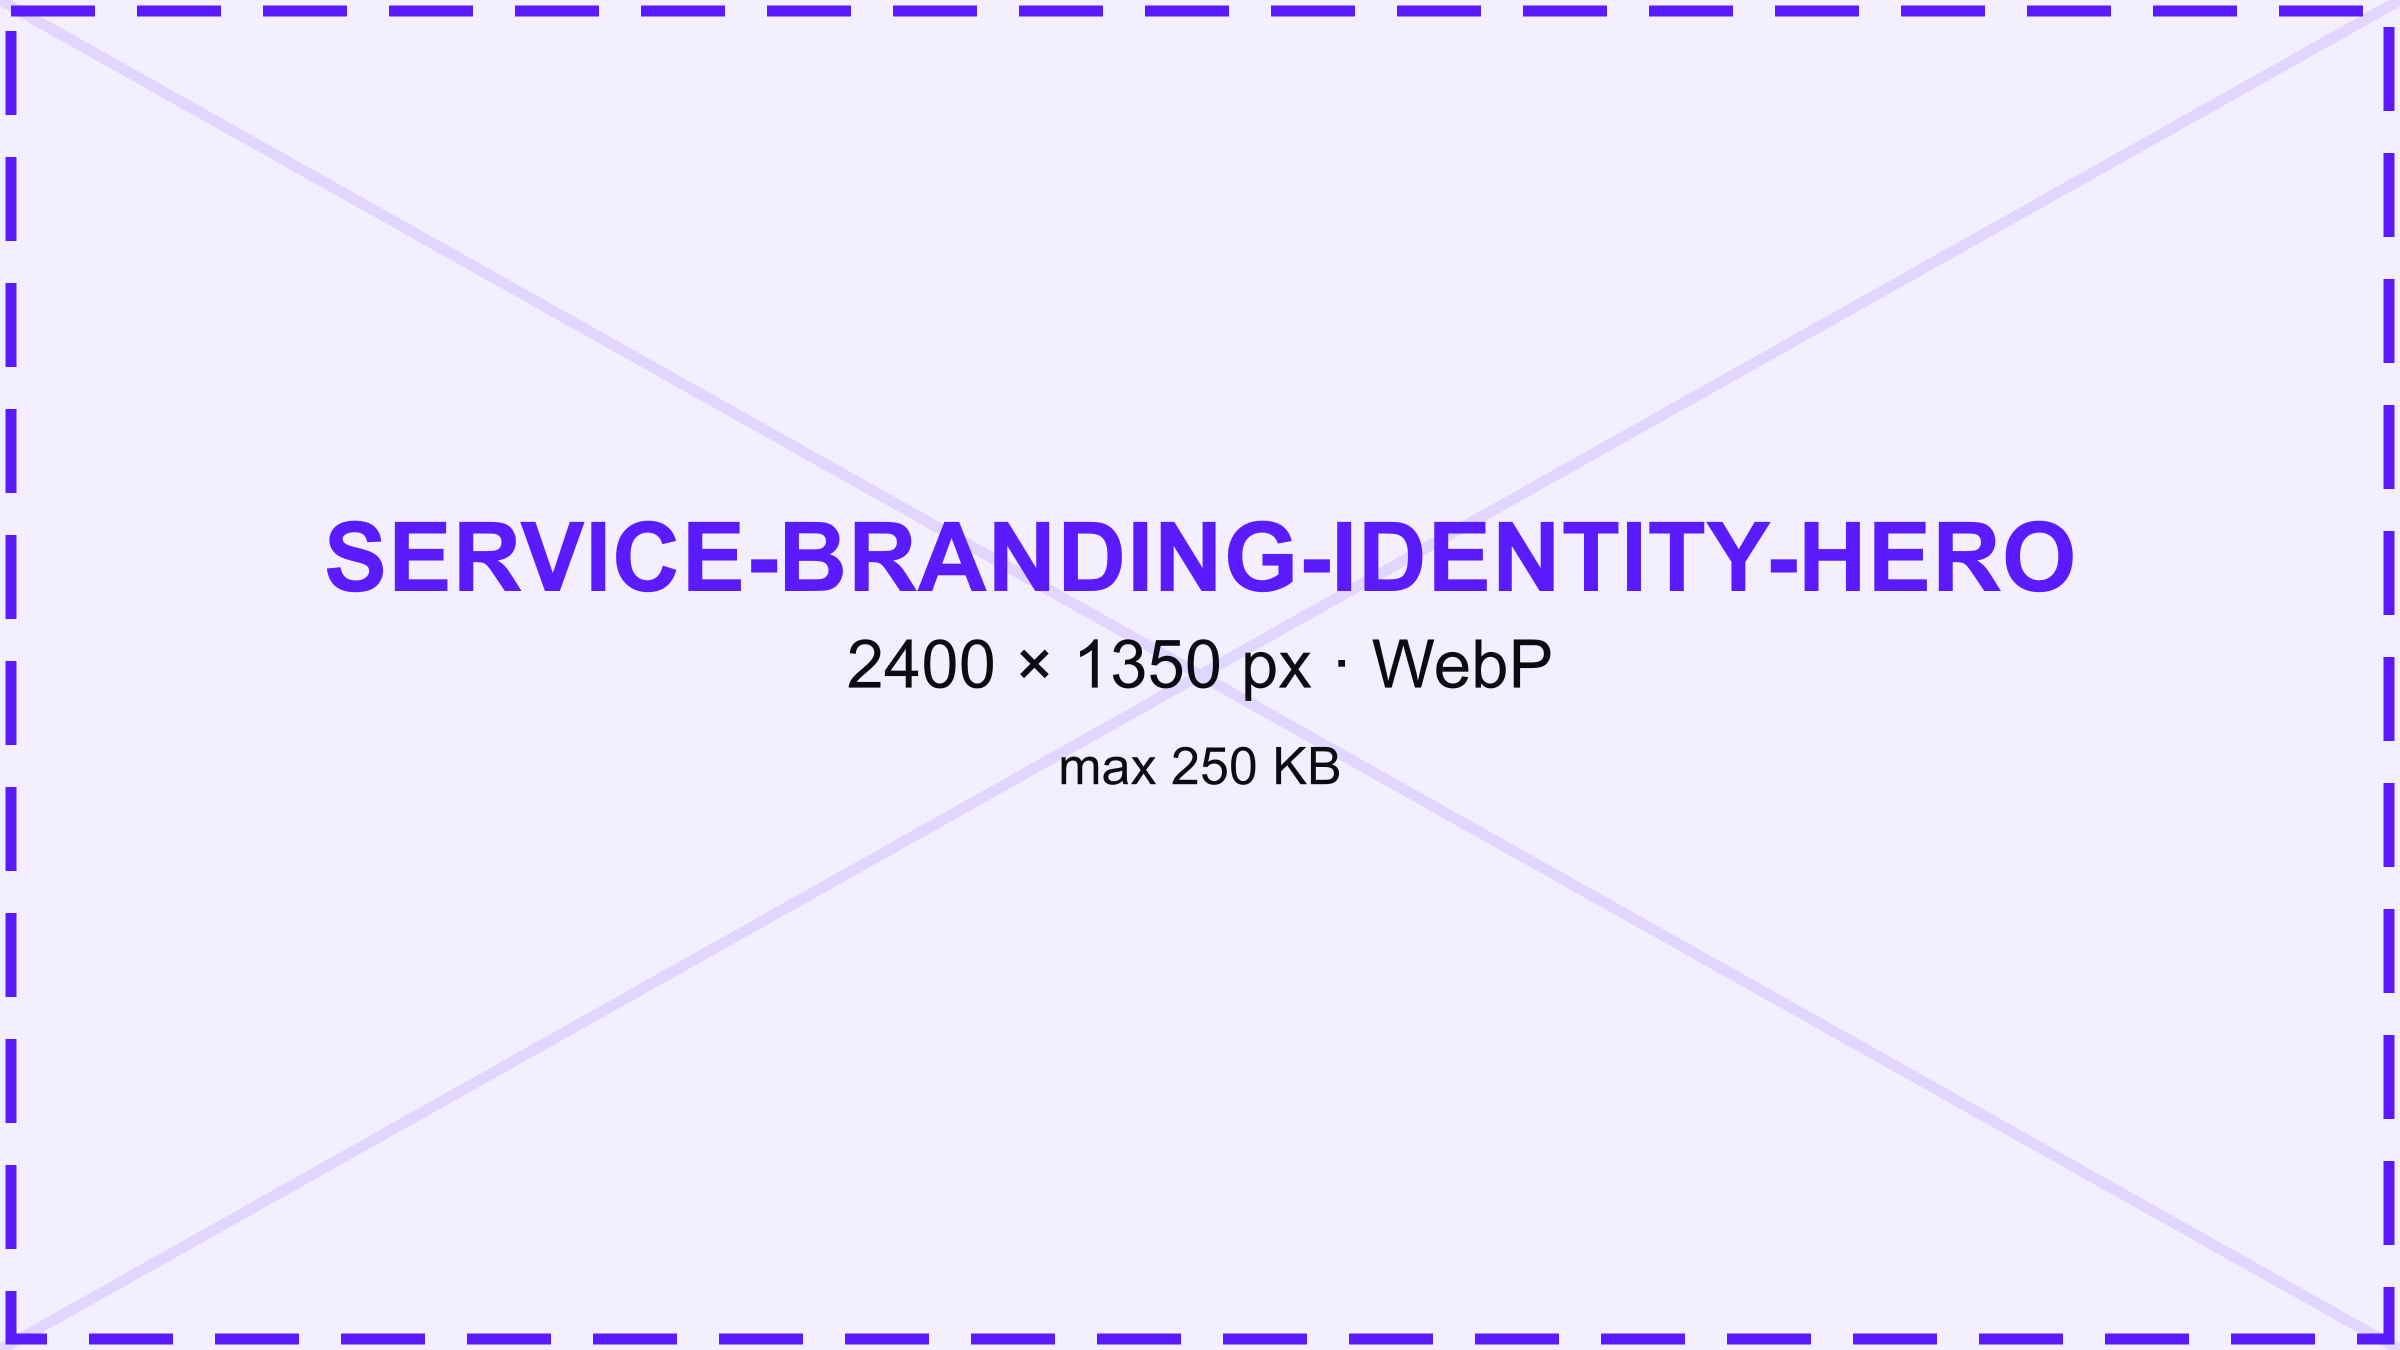 SERVICE-BRANDING-IDENTITY-HERO
2400 × 1350 px · WebP
max 250 KB